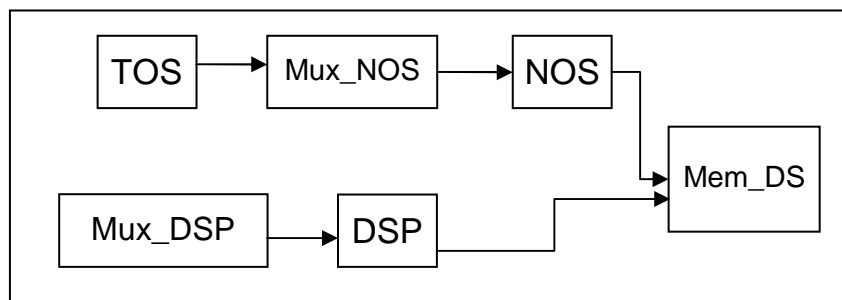 TOS
Mux_NOS
NOS
Mem_DS
Mux_DSP
DSP